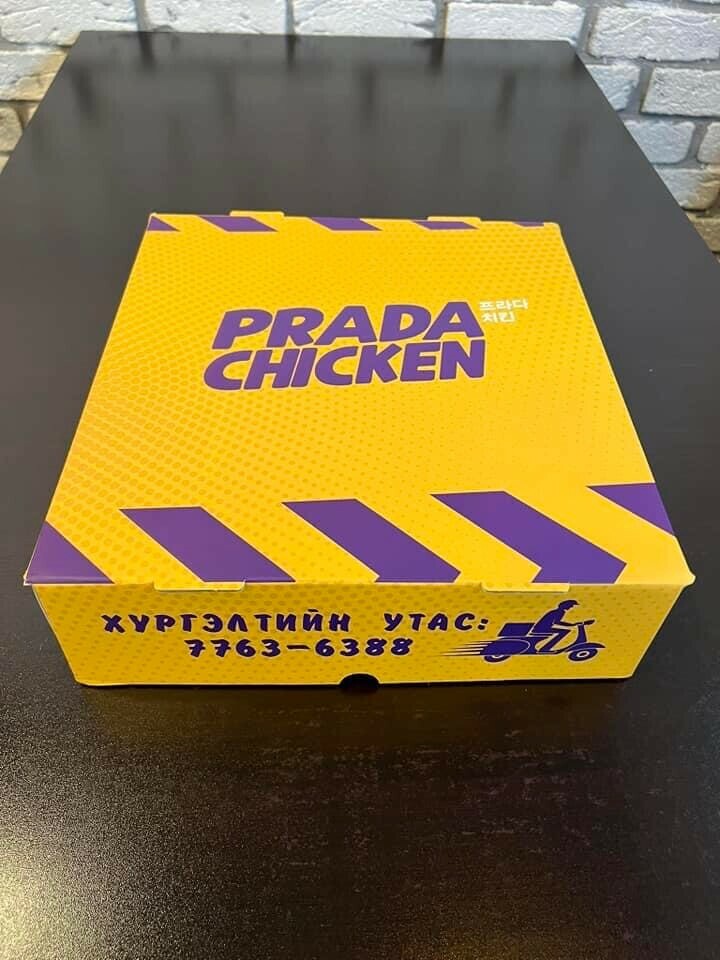 PRADA
CHICKEN
프라다
치킨
ХҮРГЭЛТИЙН УТАС:
7763-6388